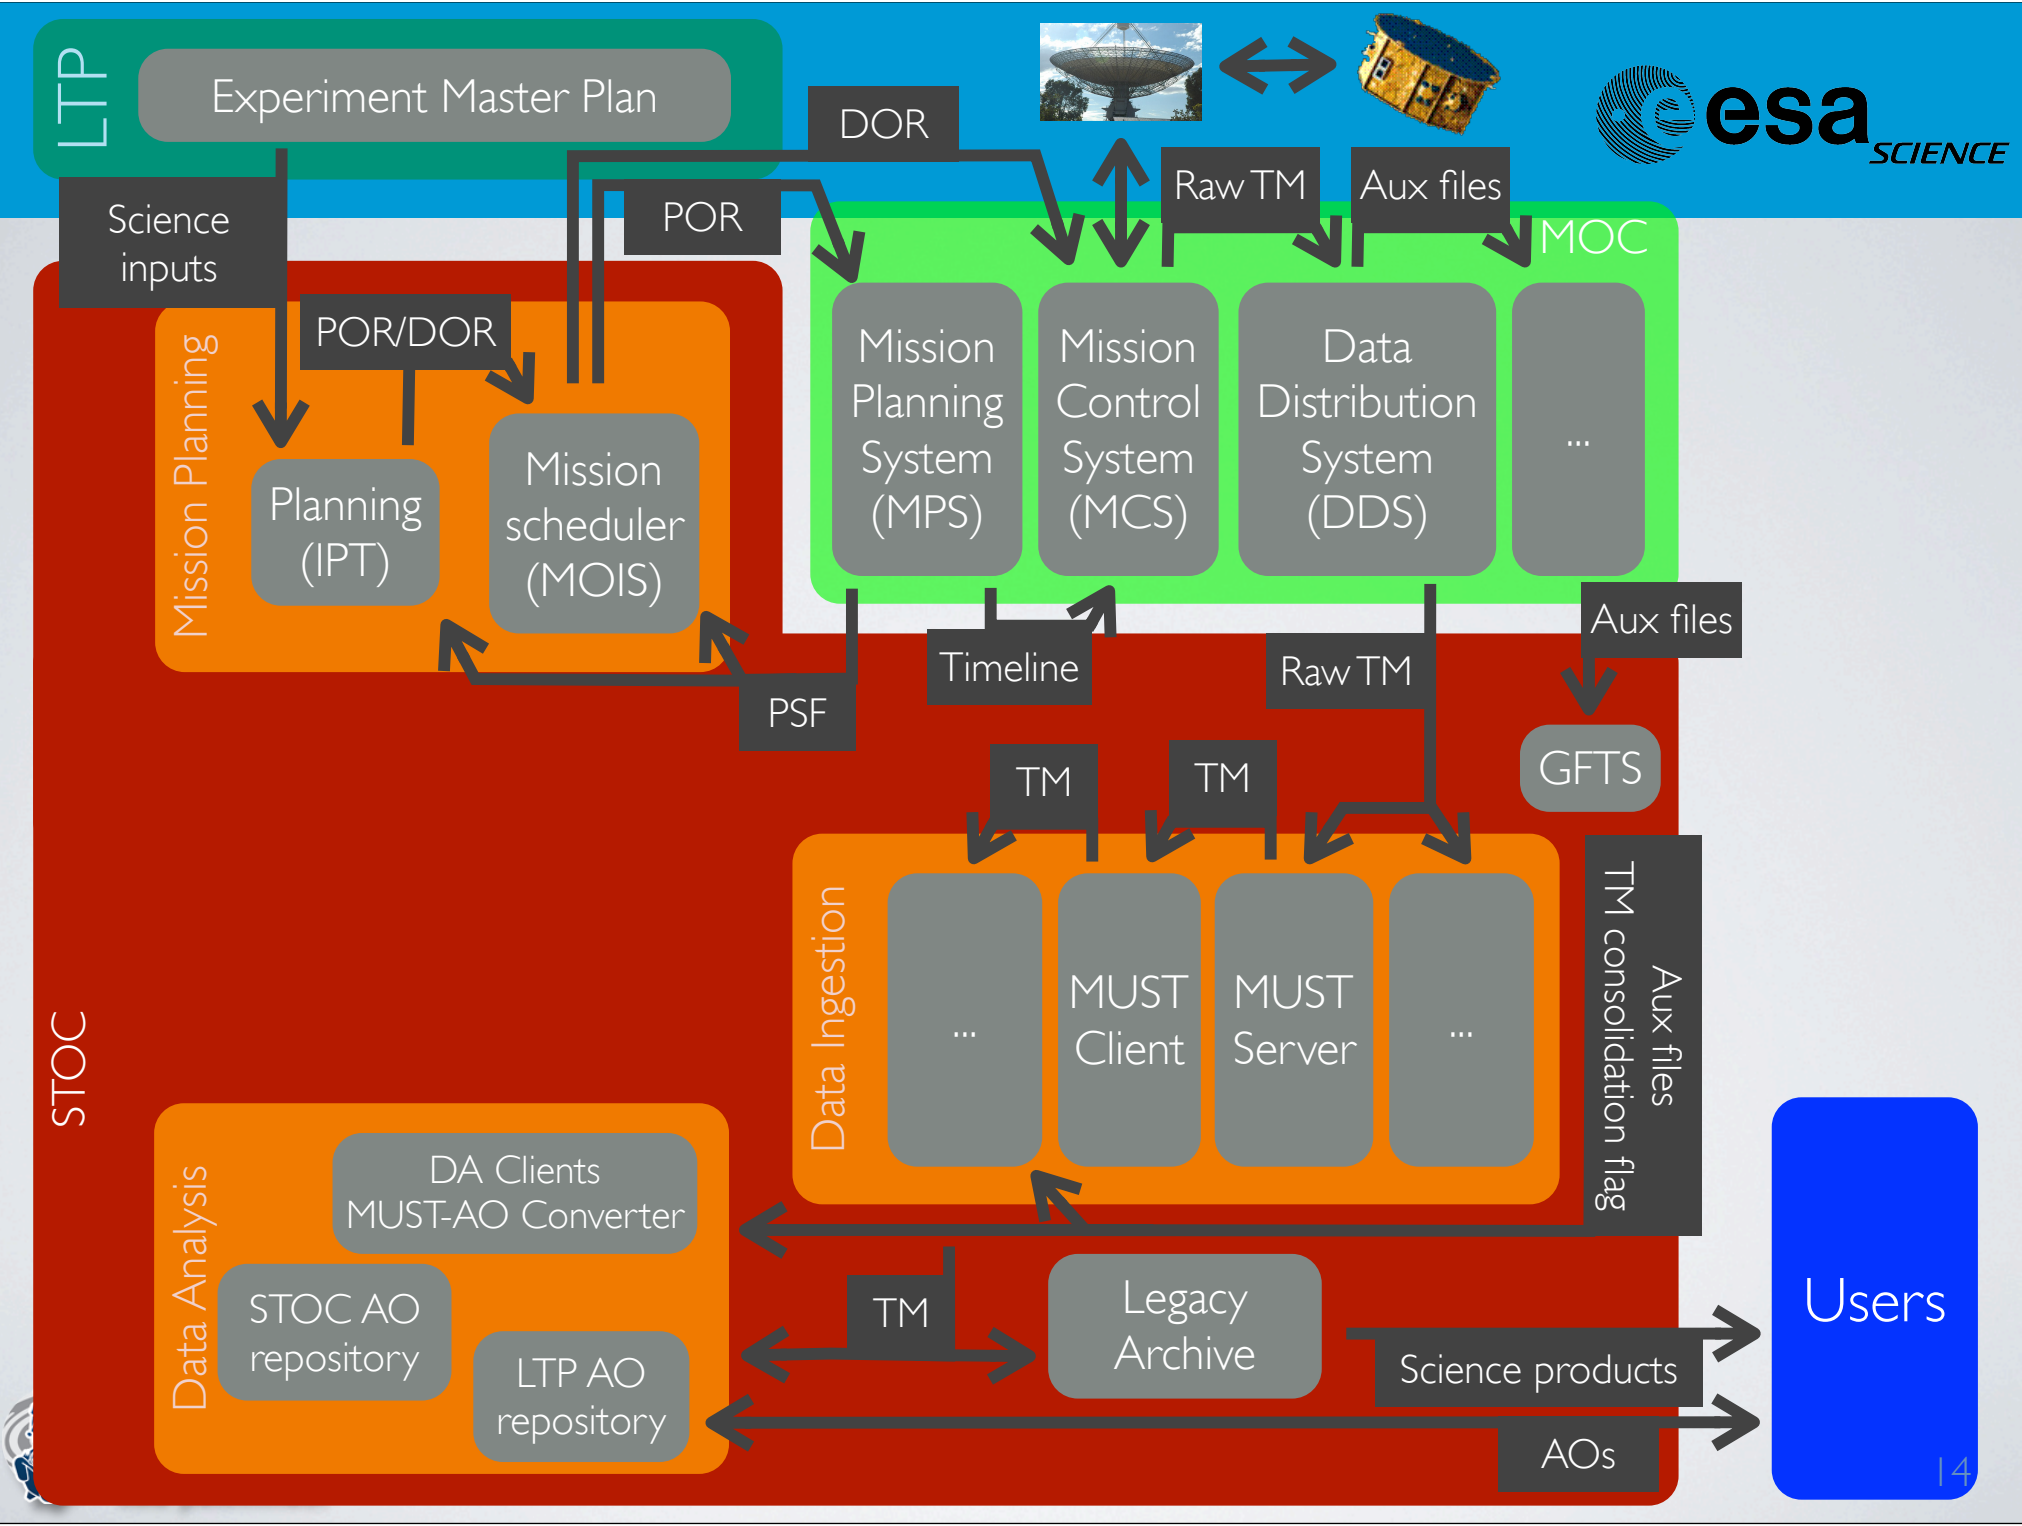 LTP
Experiment Master Plan
DOR
esa
SCIENCE
Raw TM
Aux files
Science
inputs
POR
MOC
POR/DOR
Mission Planning
Planning
(IPT)
Mission
scheduler
(MOIS)
Mission
Planning
System
(MPS)
Mission
Control
System
(MCS)
Data
Distribution
System
(DDS)
...
Aux files
Timeline
Raw TM
PSF
TM
TM
GFTS
Data Ingestion
...
MUST
Client
MUST
Server
...
Aux files
TM consolidation flag
STOC
Data Analysis
DA Clients
MUST-AO Converter
STOC AO
repository
LTP AO
repository
TM
Legacy
Archive
Science products
AOs
Users
14